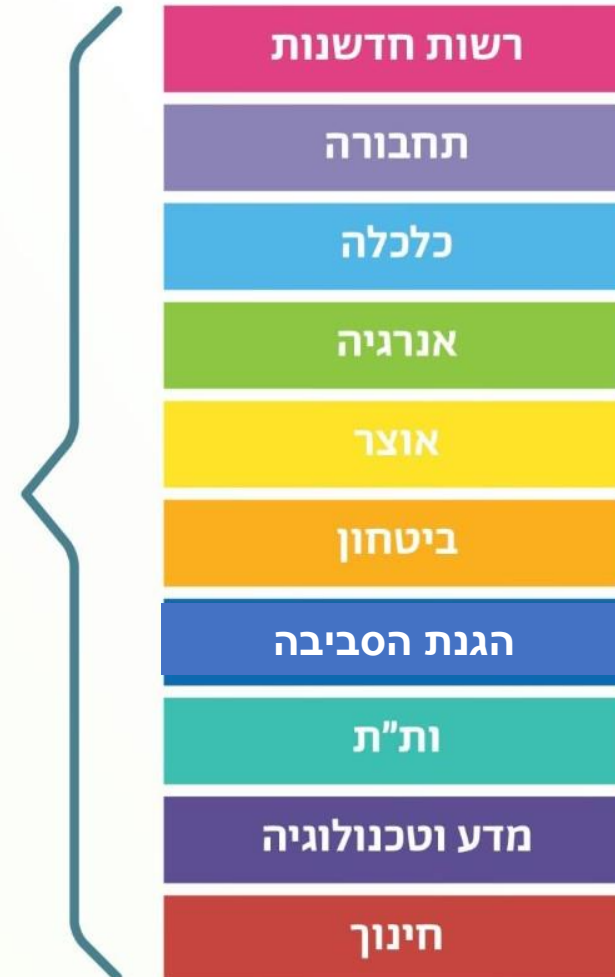 רשות חדשנות
תחבורה
כלכלה
אנרגיה
אוצר
ביטחון
הגנת הסביבה
ות"ת
מדע וטכנולוגיה
חינוך